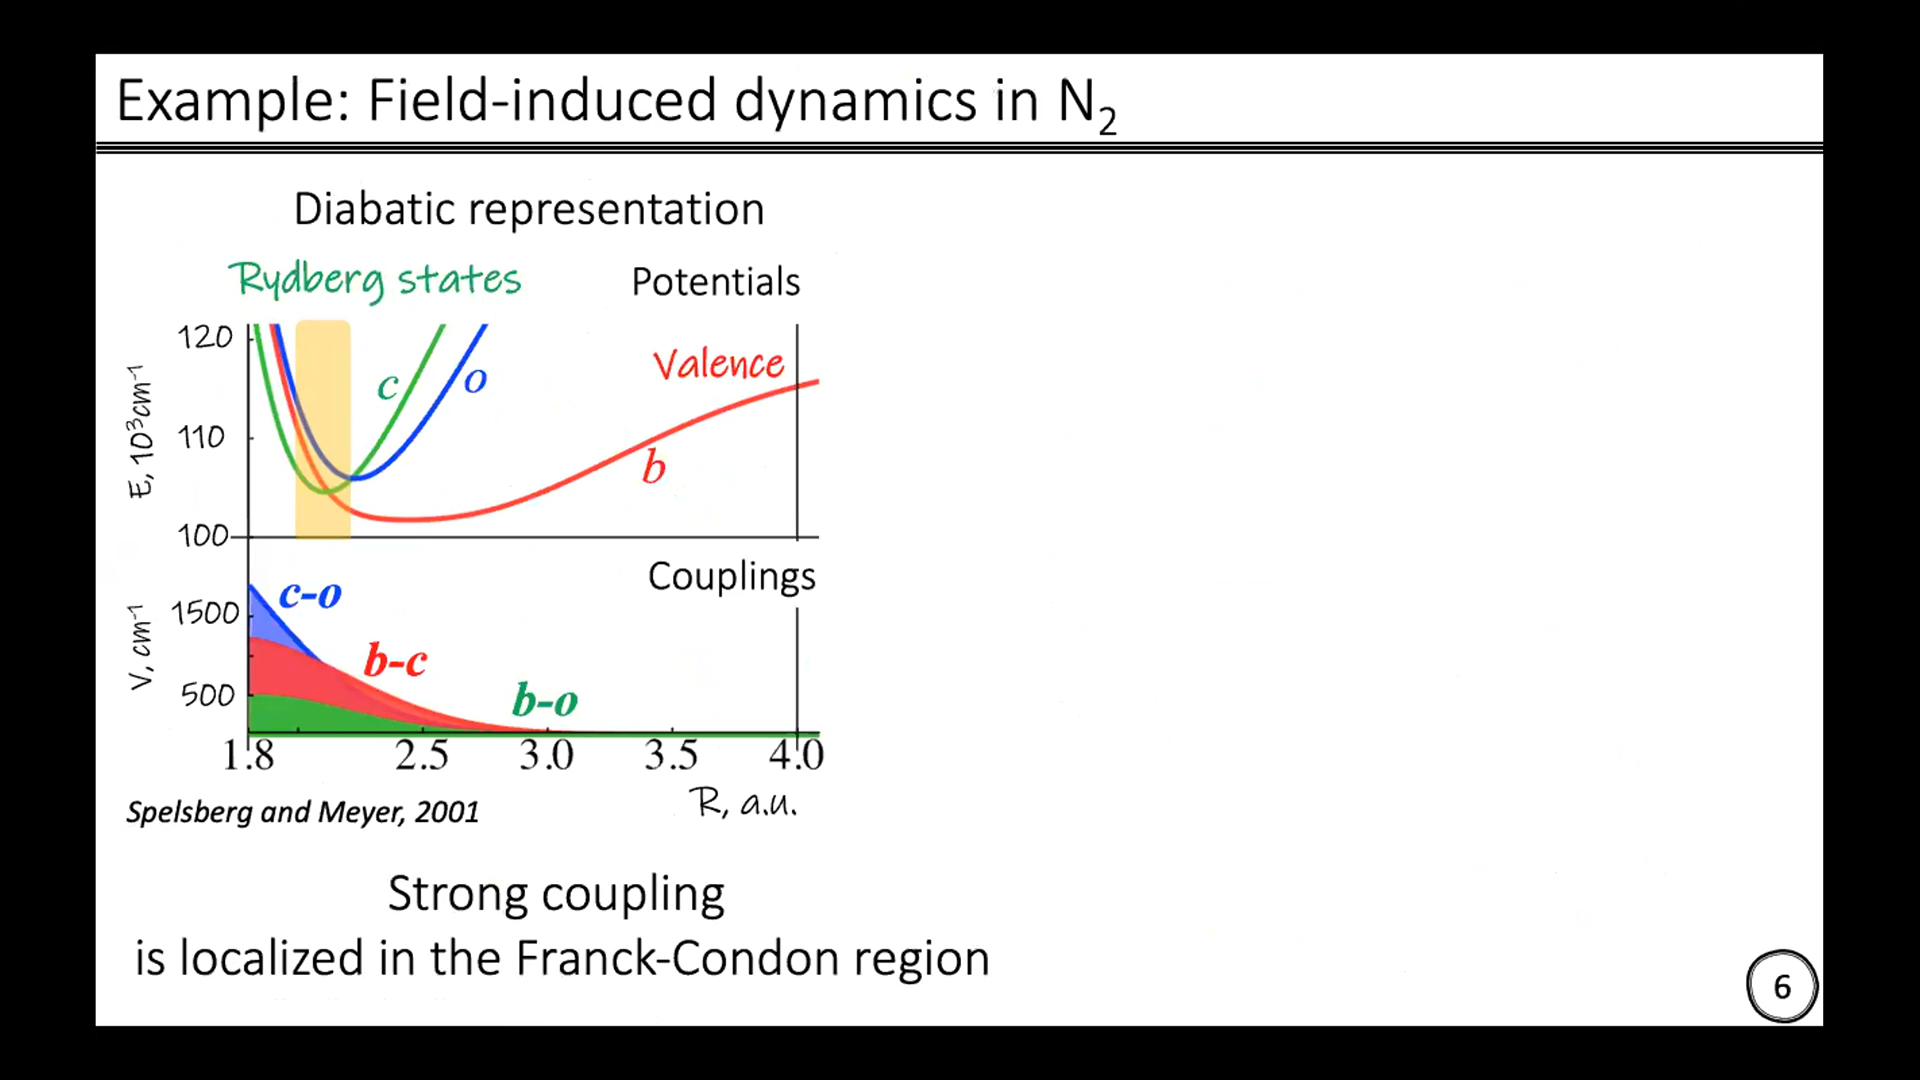 Example: Field-induced dynamics in N2
Diabatic representation
Rydberg states
Potentials
120
110
100
E, 10³cm⁻¹
c
o
Valence
b
Couplings
1500
500
V, cm⁻¹
c-o
b-c
b-o
1.8 2.5 3.0 3.5 4.0
R, a.u.
Spelsberg and Meyer, 2001
Strong coupling
is localized in the Franck-Condon region
6